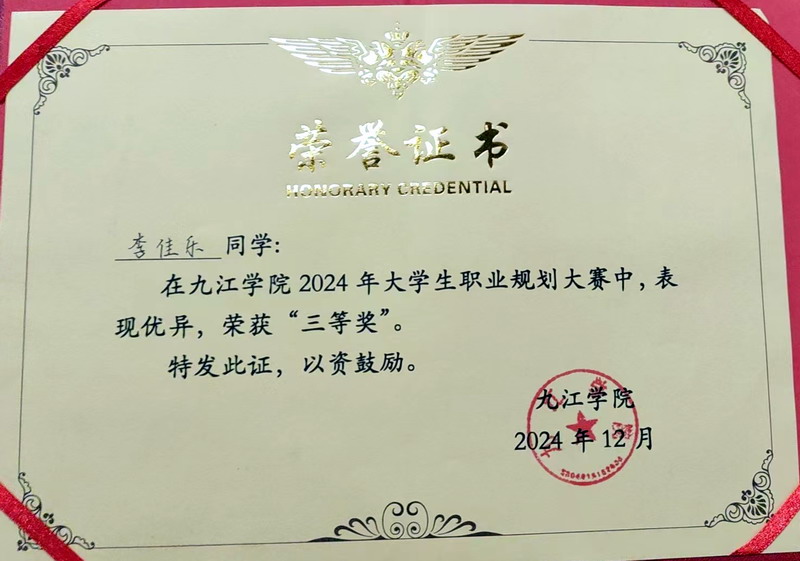 荣誉证书
HONORARY CREDENTIAL
李佳乐 同学:
在九江学院2024年大学生职业规划大赛中,表
现优异,荣获“三等奖”。
特发此证,以资鼓励。
九江学院
2024年12月